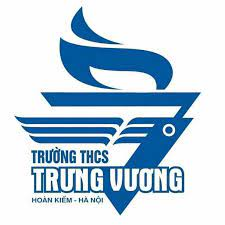 TRƯỜNG THCS
TRƯNG VƯƠNG
HOÀN KIẾM - HÀ NỘI